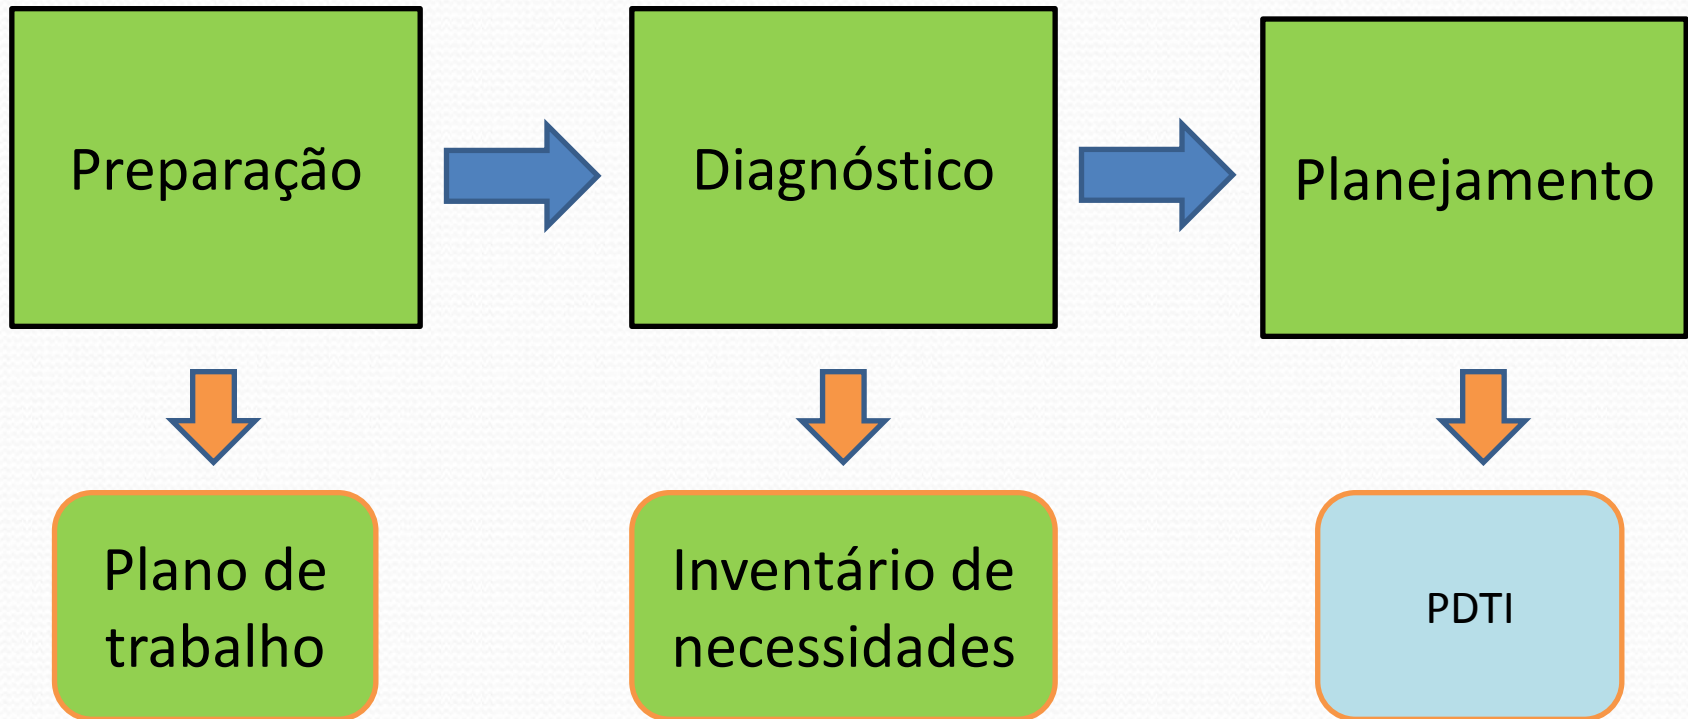 Preparação
Diagnóstico
Planejamento
Plano de
trabalho
Inventário de
necessidades
PDTI